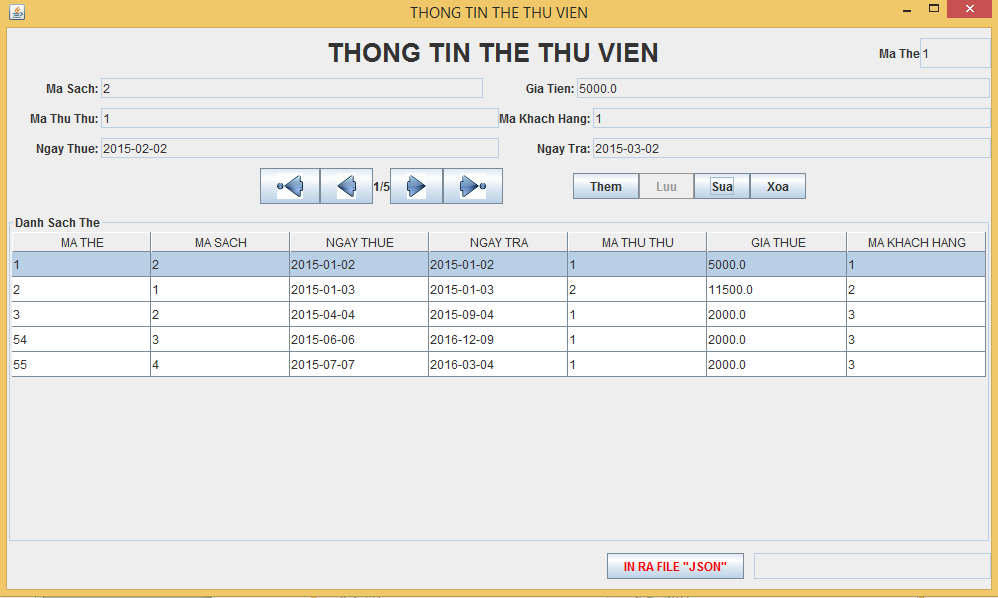 THONG TIN THE THU VIEN
THONG TIN THE THU VIEN
Ma The 1
Ma Sach: 2 Gia Tien: 5000.0
Ma Thu Thu: 1 Ma Khach Hang: 1
Ngay Thue: 2015-02-02 Ngay Tra: 2015-03-02
1/5 Them Luu Sua Xoa
Danh Sach The
MA THE MA SACH NGAY THUE NGAY TRA MA THU THU GIA THUE MA KHACH HANG
1 2 2015-01-02 2015-01-02 1 5000.0 1
2 1 2015-01-03 2015-01-03 2 11500.0 2
3 2 2015-04-04 2015-09-04 1 2000.0 3
54 3 2015-06-06 2016-12-09 1 2000.0 3
55 4 2015-07-07 2016-03-04 1 2000.0 3
IN RA FILE "JSON"